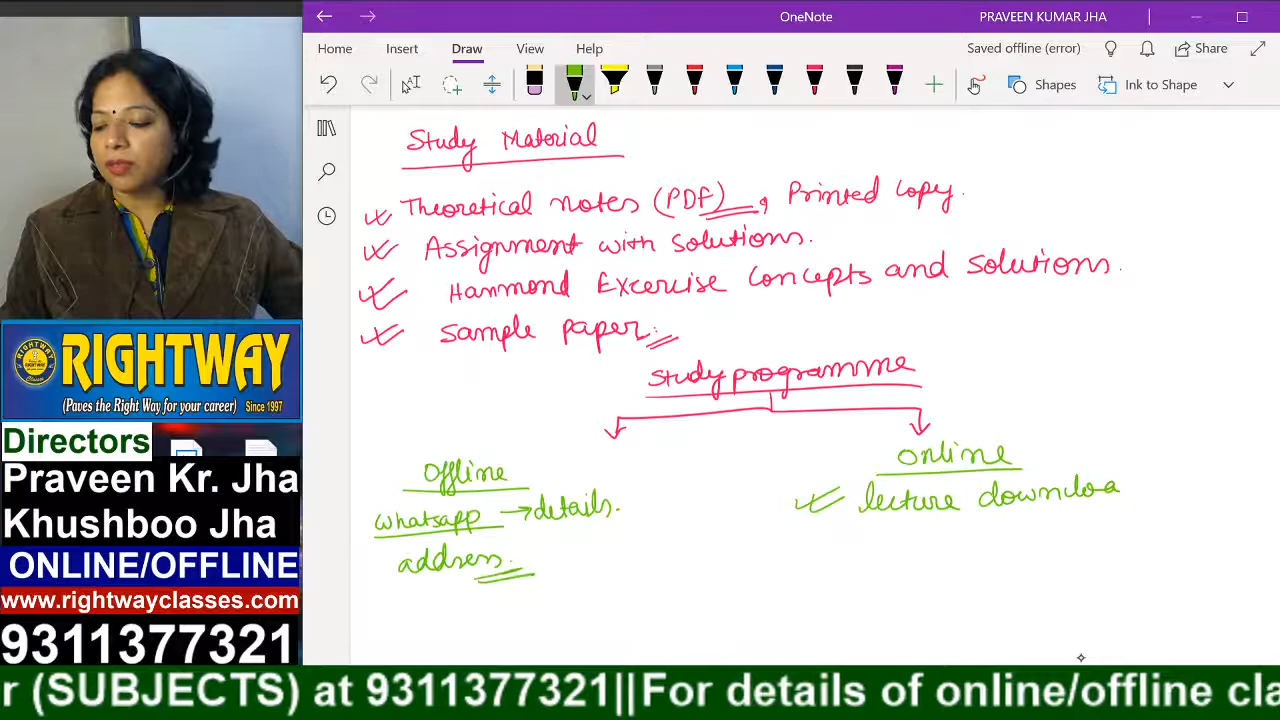 OneNote
PRAVEEN KUMAR JHA
Home Insert Draw View Help
Saved offline (error)
Share
Shapes
Ink to Shape
Study Material
Theoretical notes (PDF), Printed copy.
Assignment with solutions.
Hammond Excercise Concepts and Solutions.
Sample paper.
Study programme
Offline
online
whatsapp → details.
address.
lecture downloa
RIGHTWAY
(Paves the Right Way for your career) Since 1997
Directors
Praveen Kr. Jha
Khushboo Jha
ONLINE/OFFLINE
www.rightwayclasses.com
9311377321
r (SUBJECTS) at 9311377321||For details of online/offline cla